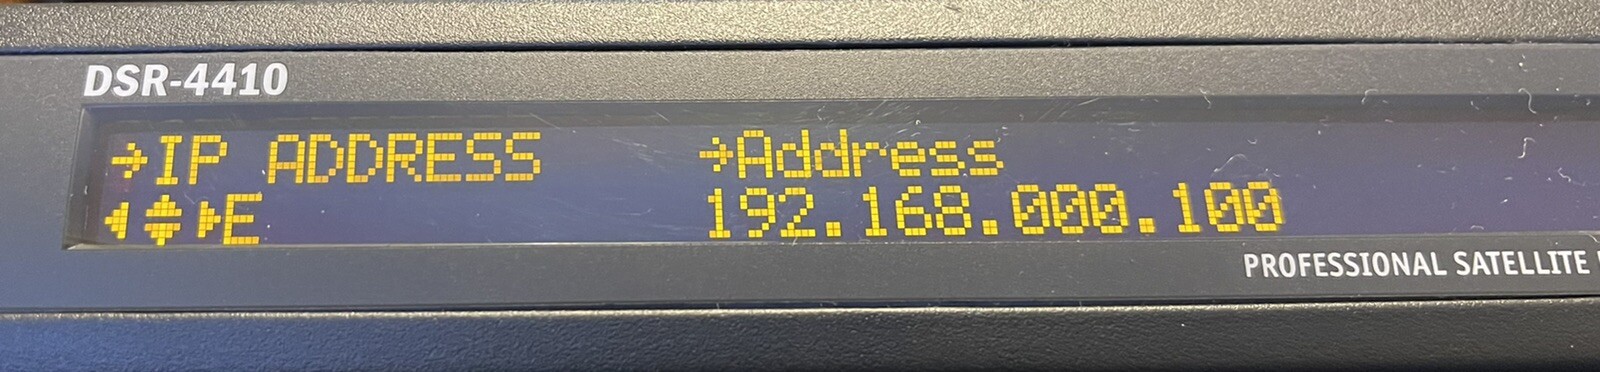 DSR-4410
→IP ADDRESS →Address
◄♦►E 192.168.000.100
PROFESSIONAL SATELLITE